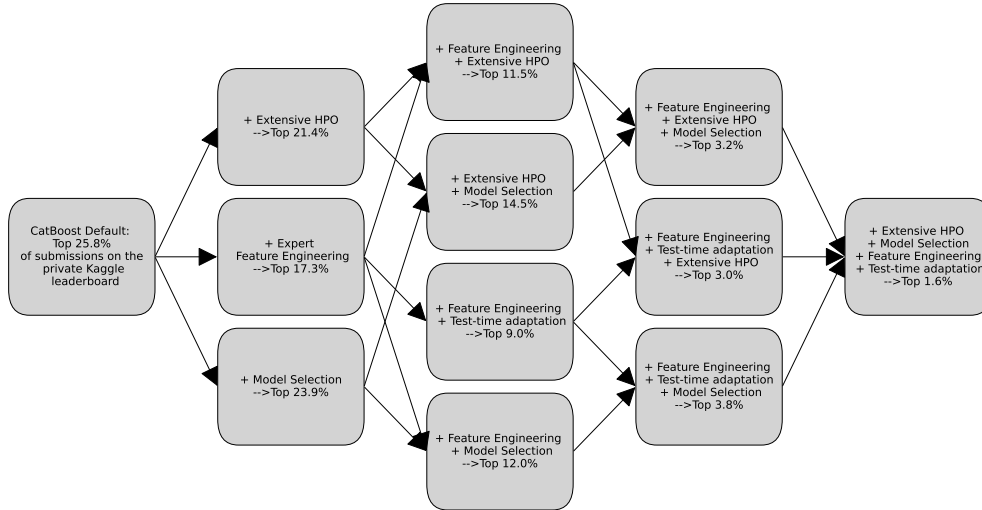 CatBoost Default:
Top 25.8%
of submissions on the
private Kaggle
leaderboard
+ Extensive HPO
-->Top 21.4%
+ Expert
Feature Engineering
-->Top 17.3%
+ Model Selection
-->Top 23.9%
+ Feature Engineering
+ Extensive HPO
-->Top 11.5%
+ Extensive HPO
+ Model Selection
-->Top 14.5%
+ Feature Engineering
+ Test-time adaptation
-->Top 9.0%
+ Feature Engineering
+ Model Selection
-->Top 12.0%
+ Feature Engineering
+ Extensive HPO
+ Model Selection
-->Top 3.2%
+ Feature Engineering
+ Test-time adaptation
+ Extensive HPO
-->Top 3.0%
+ Feature Engineering
+ Test-time adaptation
+ Model Selection
-->Top 3.8%
+ Extensive HPO
+ Model Selection
+ Feature Engineering
+ Test-time adaptation
-->Top 1.6%